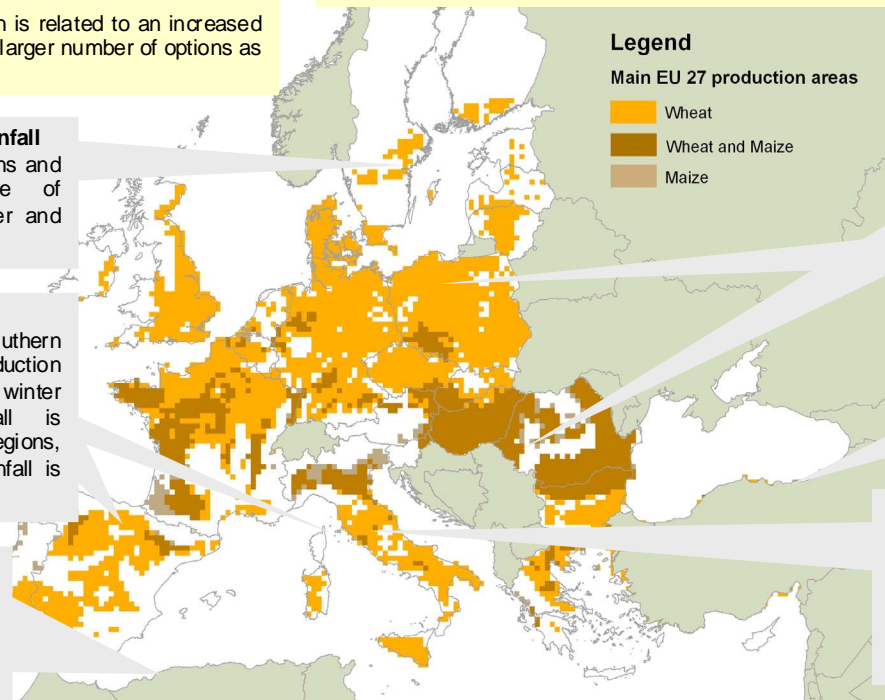 n is related to an increased
larger number of options as
nfall
ns and
e of
er and
uthern
duction
winter
all is
egions,
nfall is
Legend
Main EU 27 production areas
Wheat
Wheat and Maize
Maize